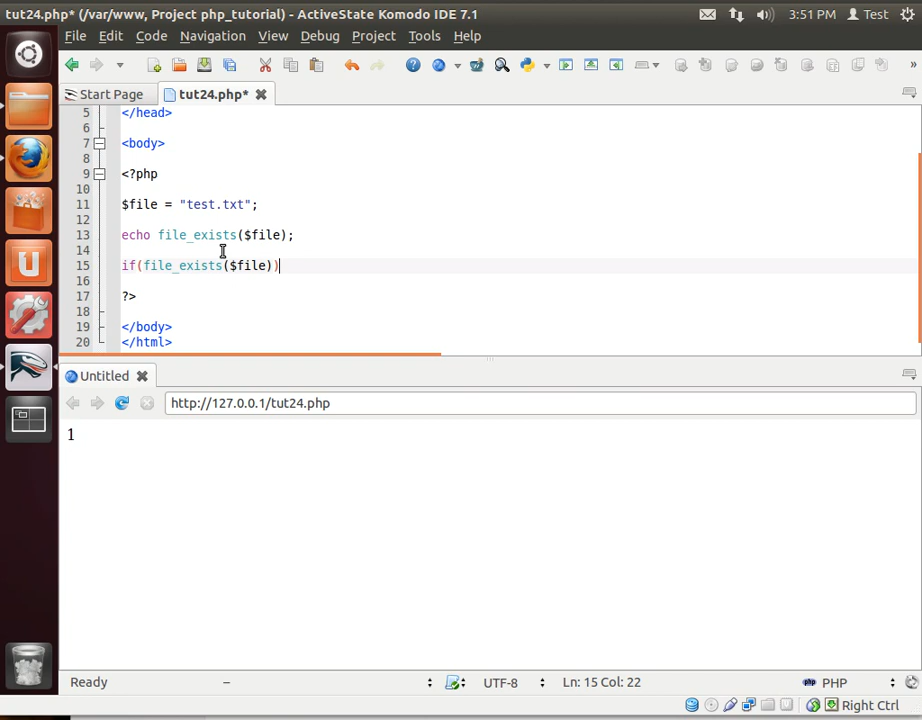 tut24.php* (/var/www, Project php_tutorial) - ActiveState Komodo IDE 7.1
3:51 PM
Test
File Edit Code Navigation View Debug Project Tools Help
Start Page
tut24.php*
5 </head>
6
7 <body>
8
9 <?php
10
11 $file = "test.txt";
12
13 echo file_exists($file);
14
15 if(file_exists($file))
16
17 ?>
18
19 </body>
20 </html>
Untitled
http://127.0.0.1/tut24.php
1
Ready
UTF-8
Ln: 15 Col: 22
php PHP
Right Ctrl